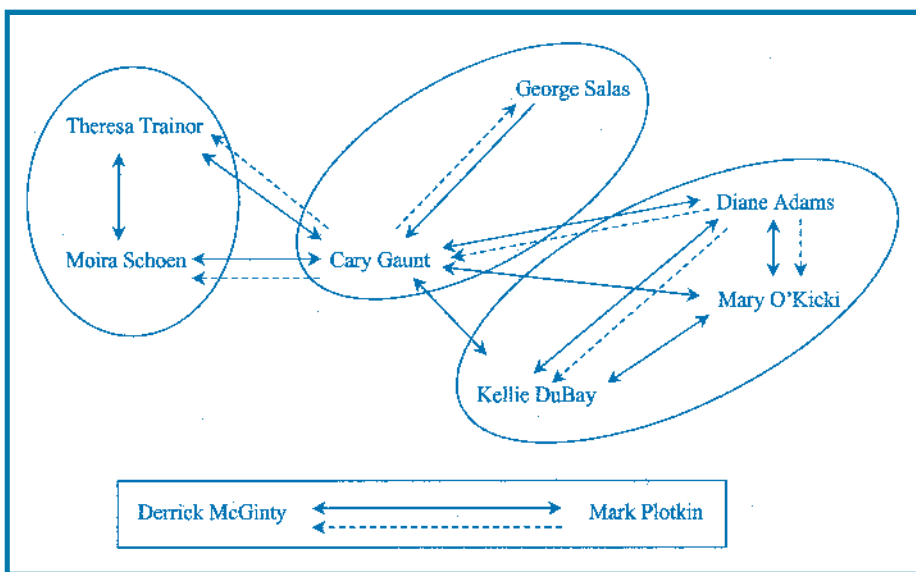 George Salas
Theresa Trainor
Diane Adams
Moira Schoen
Cary Gaunt
Mary O'Kicki
Kellie DuBay
Derrick McGinty
Mark Plotkin